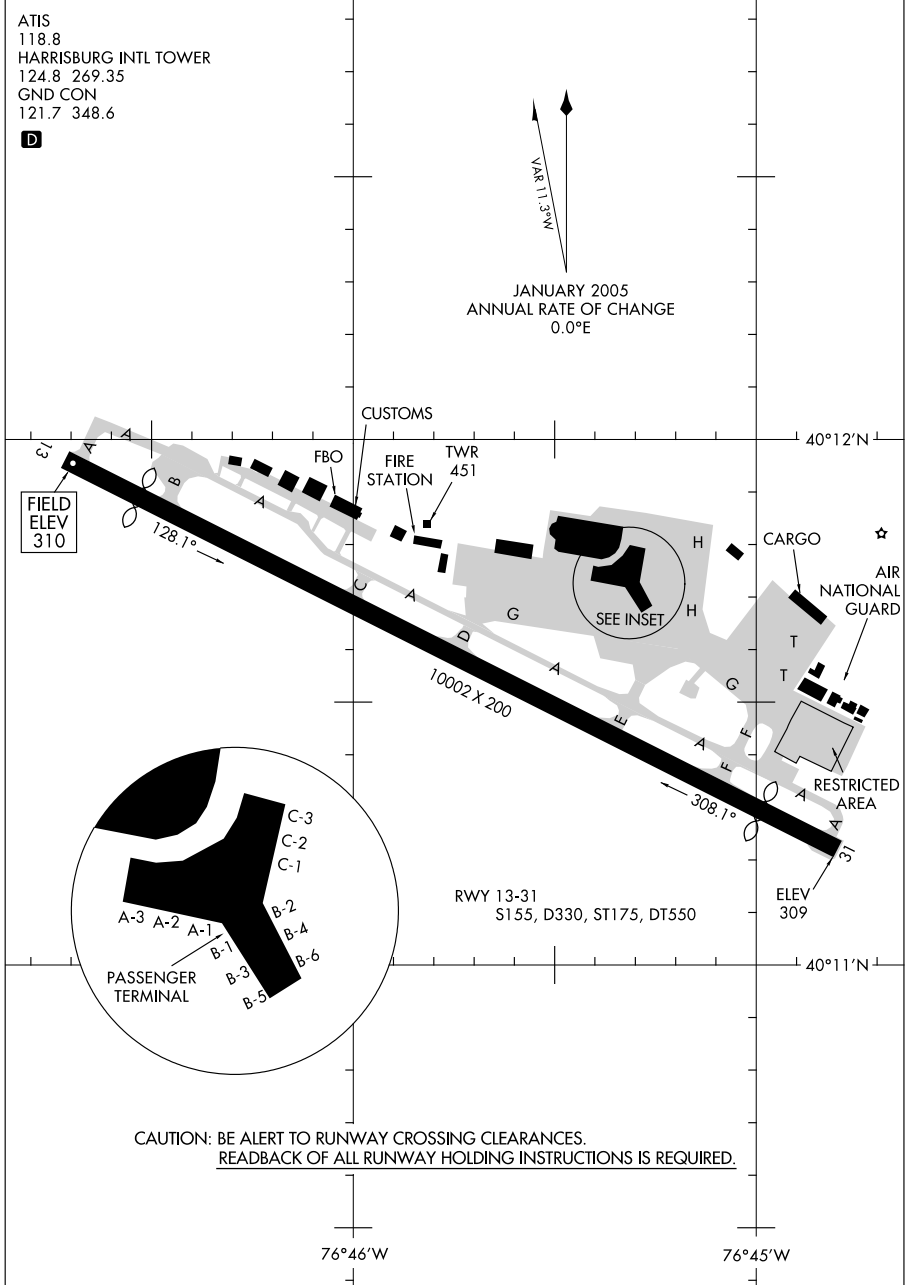 ATIS
118.8
HARRISBURG INTL TOWER
124.8 269.35
GND CON
121.7 348.6
D
VAR 11.3°W
JANUARY 2005
ANNUAL RATE OF CHANGE
0.0°E
CUSTOMS
FBO
FIRE
STATION
TWR
451
40°12'N
13
A
A
FIELD
ELEV
310
B
A
128.1°
C
A
D
G
SEE INSET
H
H
CARGO
AIR
NATIONAL
GUARD
T
T
10002 X 200
A
E
G
A
F
F
RESTRICTED
AREA
308.1°
A
A
31
ELEV
309
RWY 13-31
S155, D330, ST175, DT550
C-3
C-2
C-1
A-3
A-2
A-1
B-2
B-4
B-6
B-1
B-3
B-5
PASSENGER
TERMINAL
40°11'N
CAUTION: BE ALERT TO RUNWAY CROSSING CLEARANCES.
READBACK OF ALL RUNWAY HOLDING INSTRUCTIONS IS REQUIRED.
76°46'W
76°45'W